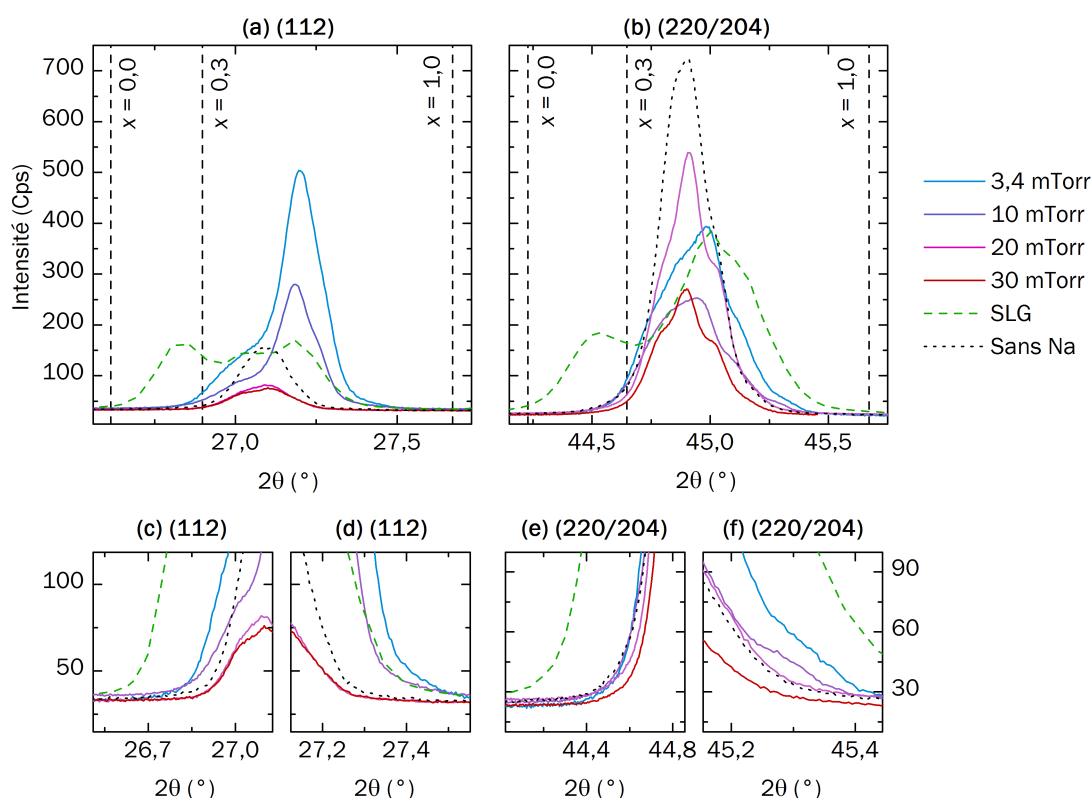 (a) (112)
(b) (220/204)
700
600
500
400
300
200
100
Intensité (Cps)
x = 0,0
x = 0,3
x = 1,0
x = 0,0
x = 0,3
x = 1,0
27,0
27,5
44,5
45,0
45,5
2θ (°)
2θ (°)
3,4 mTorr
10 mTorr
20 mTorr
30 mTorr
SLG
Sans Na
(c) (112)
(d) (112)
(e) (220/204)
(f) (220/204)
100
50
90
60
30
26,7
27,0
27,2
27,4
44,4
44,8
45,2
45,4
2θ (°)
2θ (°)
2θ (°)
2θ (°)